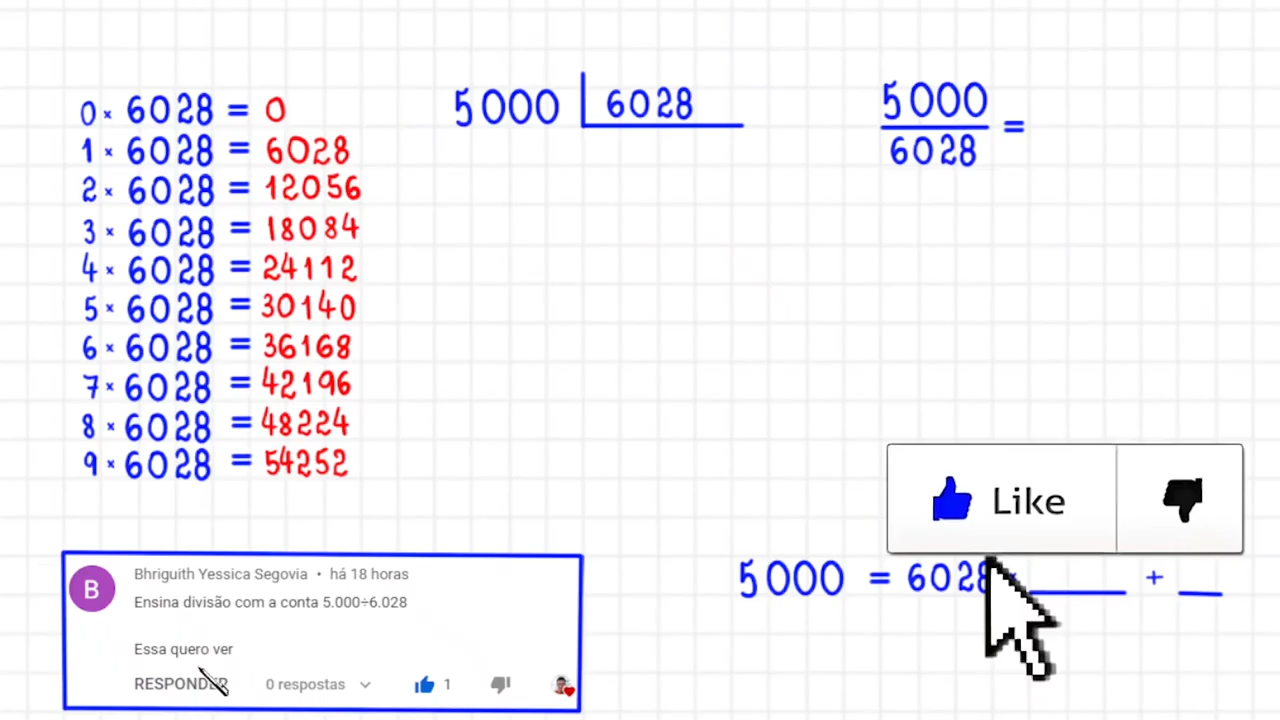 0 × 6028 = 0
1 × 6028 = 6028
2 × 6028 = 12056
3 × 6028 = 18084
4 × 6028 = 24112
5 × 6028 = 30140
6 × 6028 = 36168
7 × 6028 = 42196
8 × 6028 = 48224
9 × 6028 = 54252
5000 6028
5000
6028 =
Like
5000 = 6028 × ____ + __
B
Bhriguith Yessica Segovia • há 18 horas
Ensina divisão com a conta 5.000÷6.028
Essa quero ver
RESPONDER 0 respostas 1